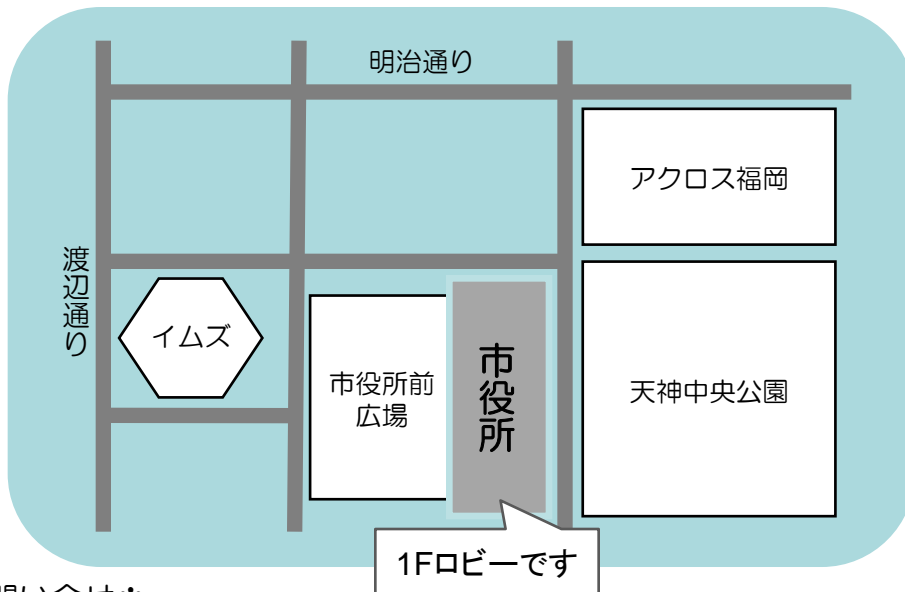 明治通り
アクロス福岡
渡辺通り
イムズ
市役所前
広場
市役所
天神中央公園
1Fロビーです